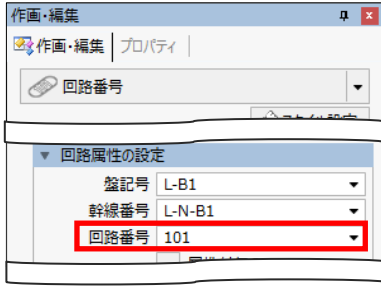 作画・編集
作画・編集 プロパティ
回路番号
回路属性の設定
盤記号 L-B1
幹線番号 L-N-B1
回路番号 101